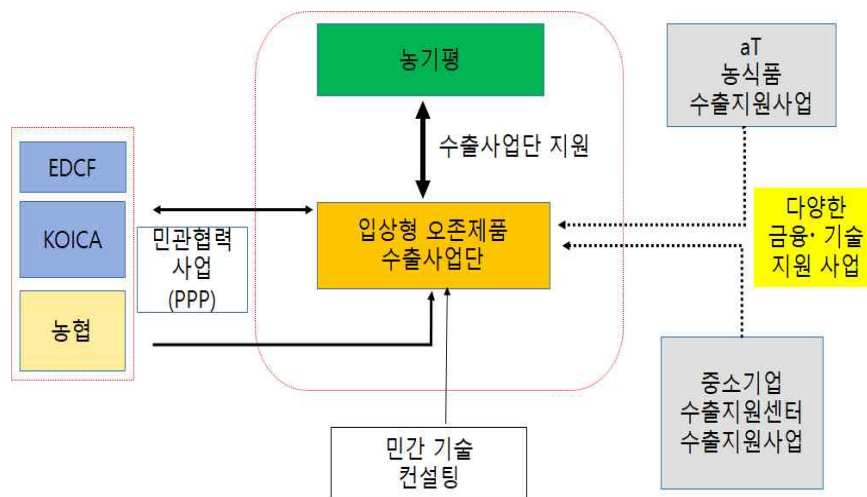 농기평
수출사업단 지원
입상형 오존제품
수출사업단
EDCF
KOICA
농협
민관협력
사업
(PPP)
민간 기술
컨설팅
aT
농식품
수출지원사업
다양한
금융· 기술
지원 사업
중소기업
수출지원센터
수출지원사업